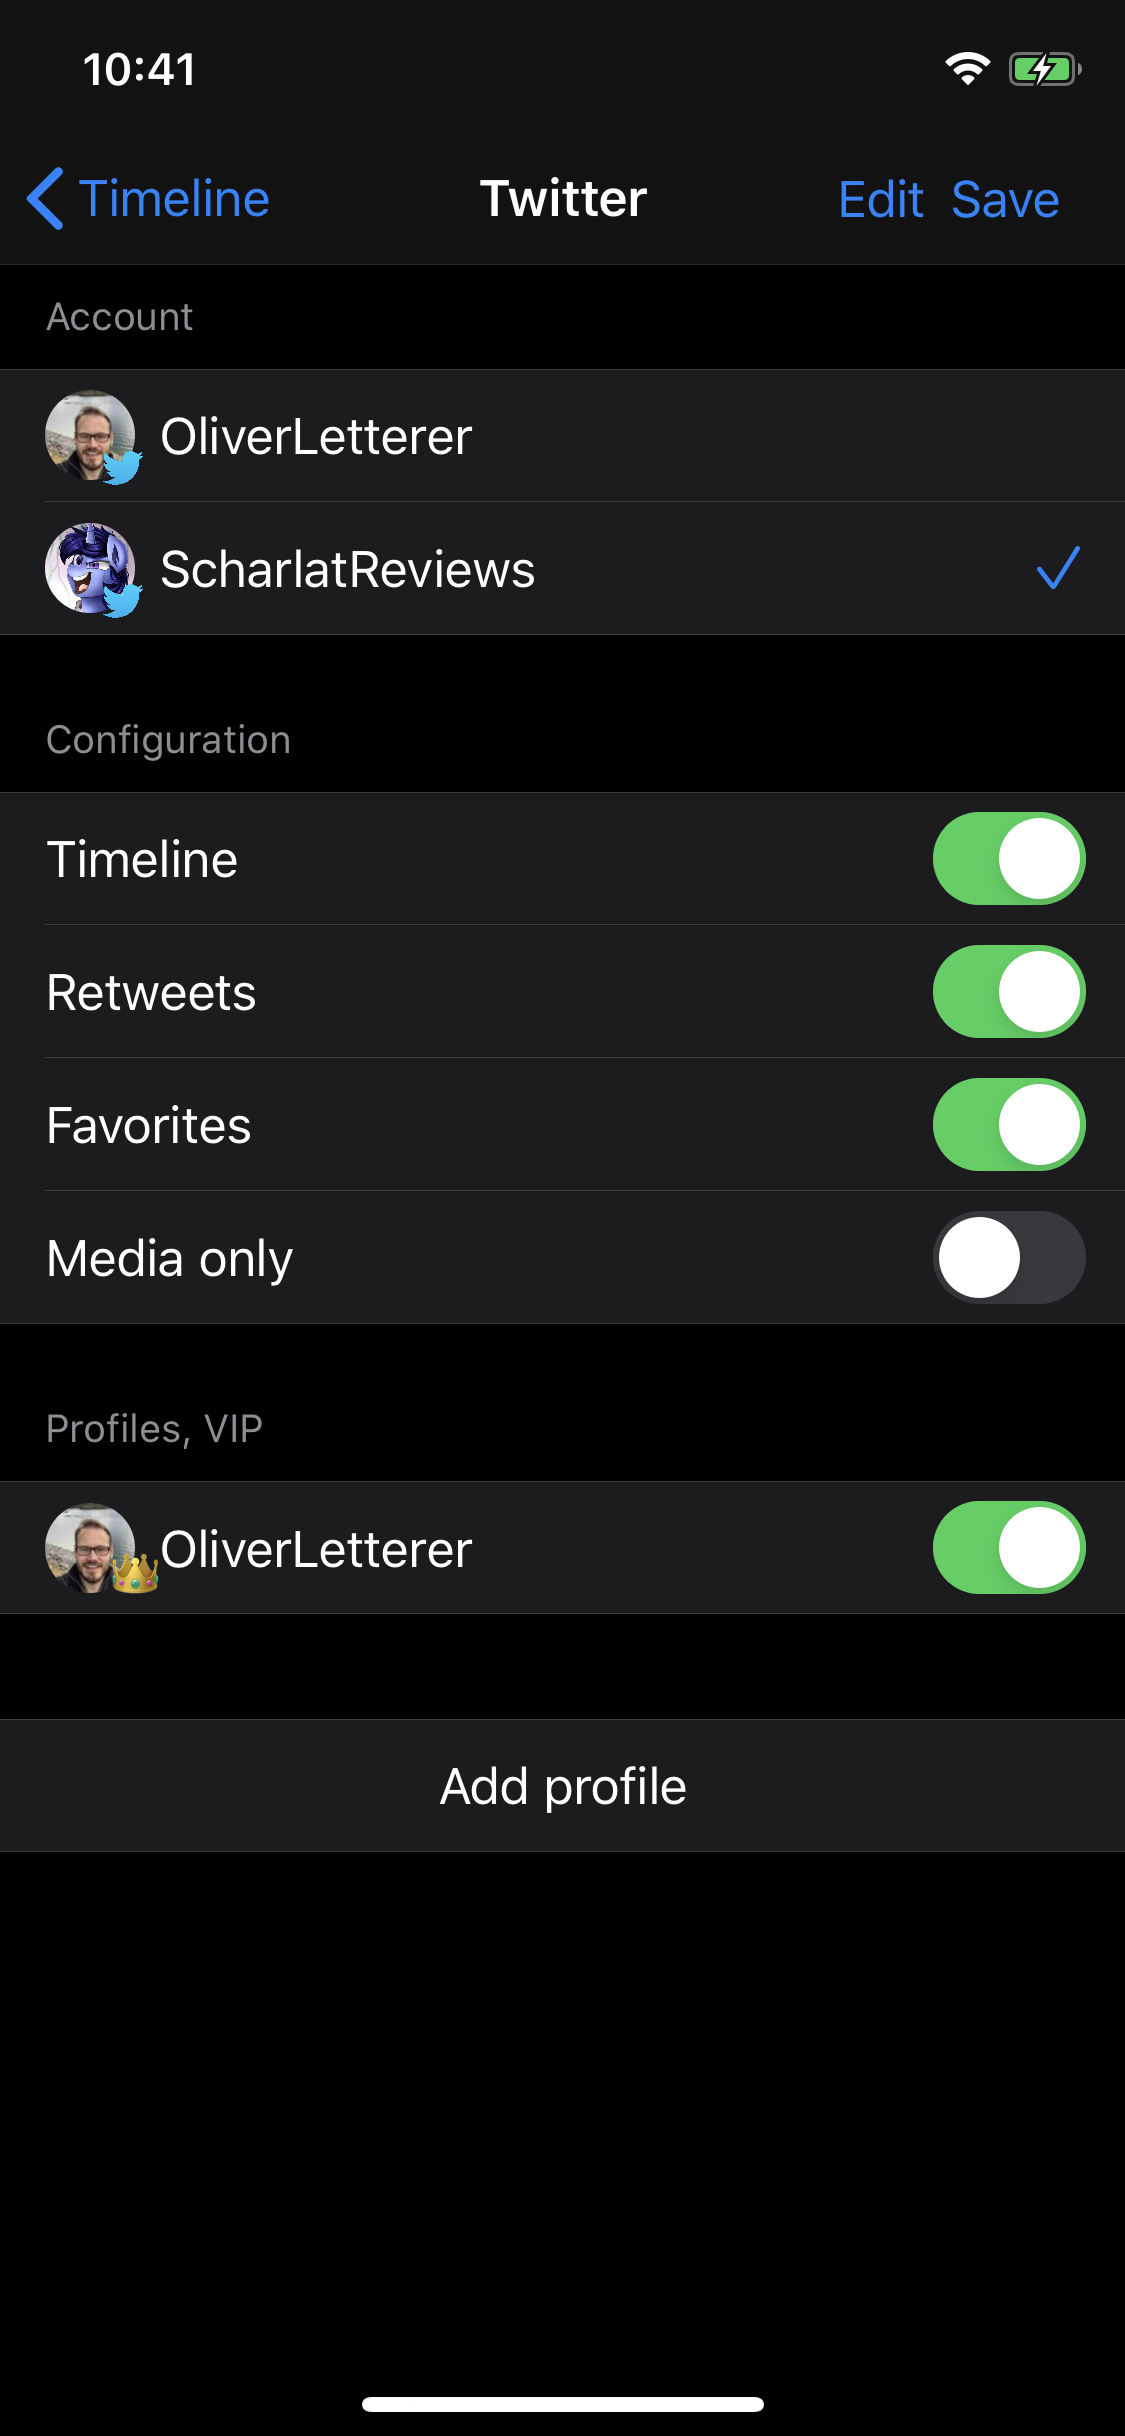 10:41
Timeline Twitter Edit Save
Account
OliverLetterer
ScharlatReviews
Configuration
Timeline
Retweets
Favorites
Media only
Profiles, VIP
OliverLetterer
Add profile